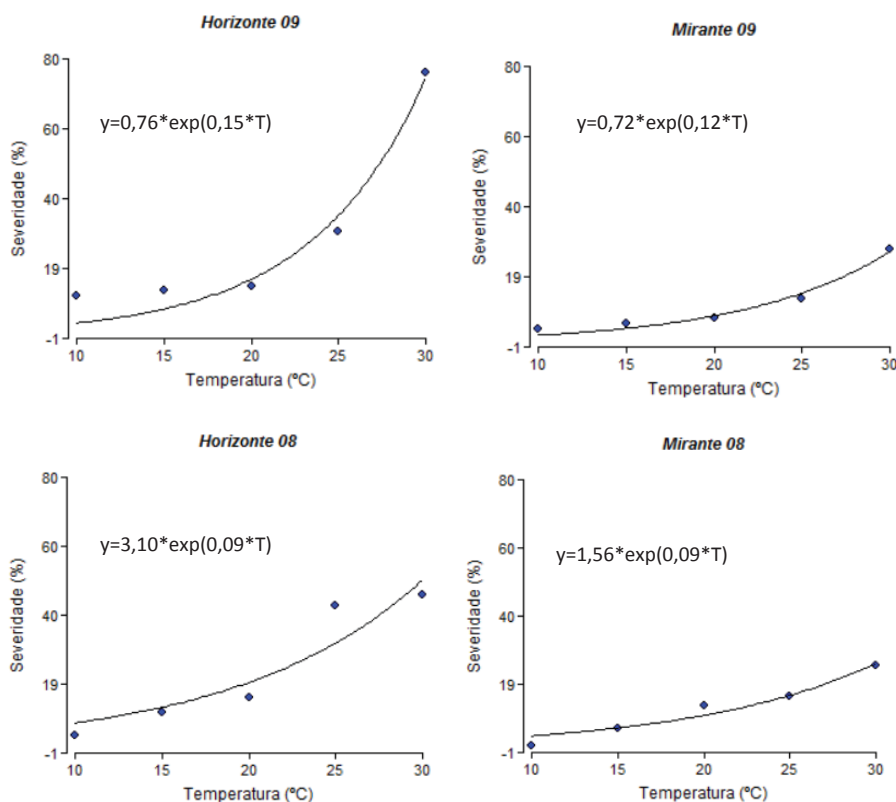 Horizonte 09
80
60
40
19
-1
Severidade (%)
y=0,76*exp(0,15*T)
10 15 20 25 30
Temperatura (ºC)
Mirante 09
80
60
40
19
-1
Severidade (%)
y=0,72*exp(0,12*T)
10 15 20 25 30
Temperatura (ºC)
Horizonte 08
80
60
40
19
-1
Severidade (%)
y=3,10*exp(0,09*T)
10 15 20 25 30
Temperatura (ºC)
Mirante 08
80
60
40
19
-1
Severidade (%)
y=1,56*exp(0,09*T)
10 15 20 25 30
Temperatura (ºC)